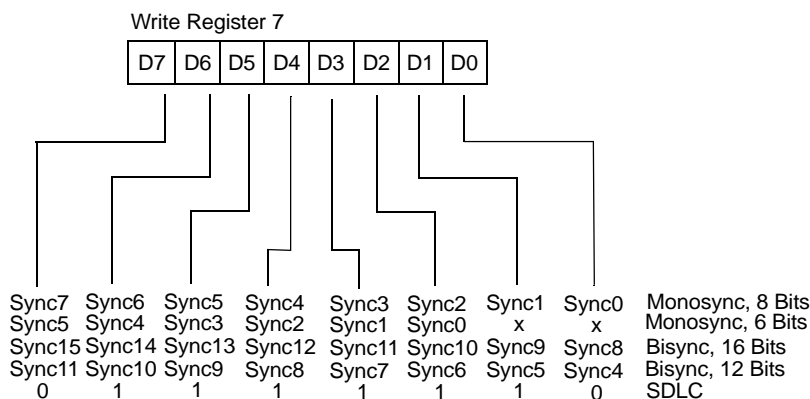 Write Register 7
D7 D6 D5 D4 D3 D2 D1 D0
Sync7 Sync6 Sync5 Sync4 Sync3 Sync2 Sync1 Sync0 Monosync, 8 Bits
Sync5 Sync4 Sync3 Sync2 Sync1 Sync0 x x Monosync, 6 Bits
Sync15 Sync14 Sync13 Sync12 Sync11 Sync10 Sync9 Sync8 Bisync, 16 Bits
Sync11 Sync10 Sync9 Sync8 Sync7 Sync6 Sync5 Sync4 Bisync, 12 Bits
0 1 1 1 1 1 1 0 SDLC